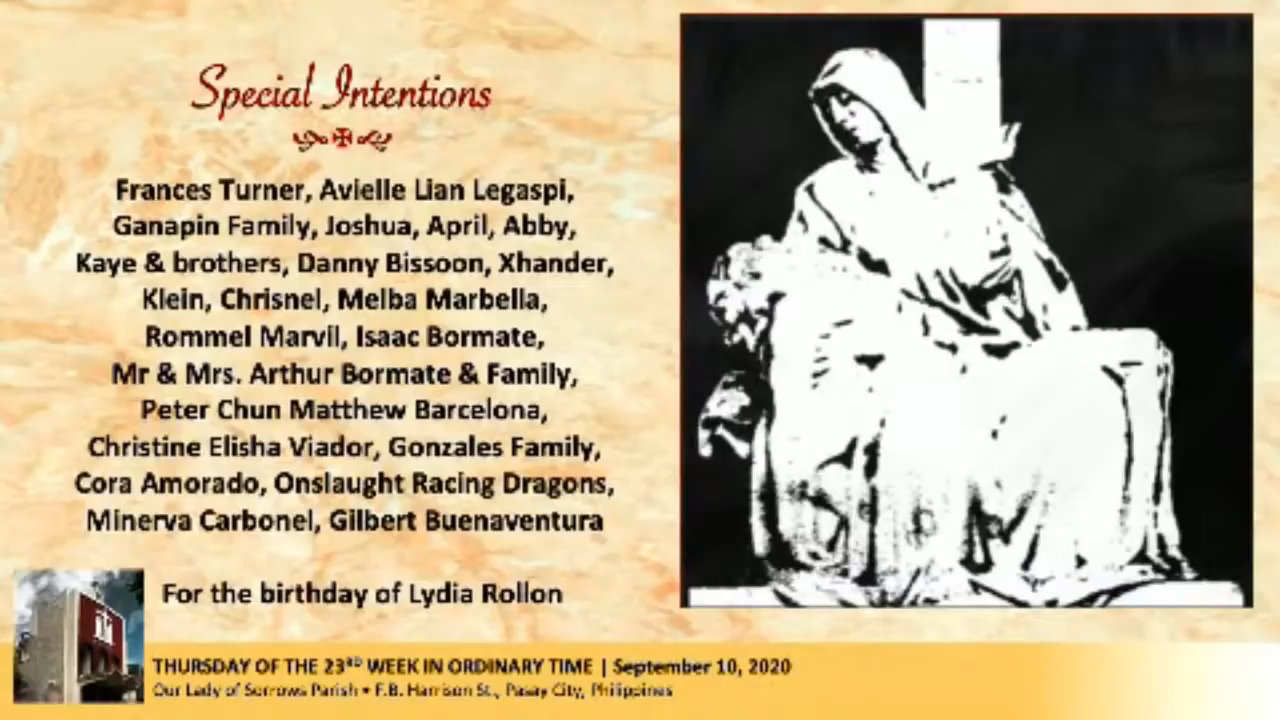 Special Intentions
Frances Turner, Avielle Lian Legaspi,
Ganapin Family, Joshua, April, Abby,
Kaye & brothers, Danny Bissoon, Xhander,
Klein, Chrisnel, Melba Marbella,
Rommel Marvil, Isaac Bormate,
Mr & Mrs. Arthur Bormate & Family,
Peter Chun Matthew Barcelona,
Christine Elisha Viador, Gonzales Family,
Cora Amorado, Onslaught Racing Dragons,
Minerva Carbonel, Gilbert Buenaventura
For the birthday of Lydia Rollon
THURSDAY OF THE 23RD WEEK IN ORDINARY TIME | September 10, 2020
Our Lady of Sorrows Parish • F.B. Harrison St., Pasay City, Philippines